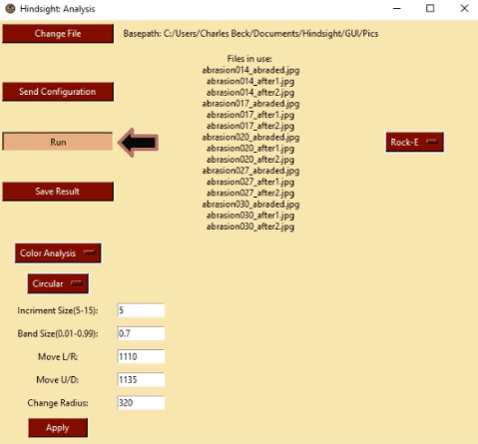 Hindsight: Analysis
Change File
Basepath: C:/Users/Charles Beck/Documents/Hindsight/GUI/Pics
Files in use:
abrasion014_abraded.jpg
abrasion014_after1.jpg
abrasion014_after2.jpg
abrasion017_abraded.jpg
abrasion017_after1.jpg
abrasion017_after2.jpg
abrasion020_abraded.jpg
abrasion020_after1.jpg
abrasion020_after2.jpg
abrasion027_abraded.jpg
abrasion027_after1.jpg
abrasion027_after2.jpg
abrasion030_abraded.jpg
abrasion030_after1.jpg
abrasion030_after2.jpg
Send Configuration
Run
Rock-E
Save Result
Color Analysis
Circular
Incriment Size(5-15): 5
Band Size(0.01-0.99): 0.7
Move L/R: 1110
Move U/D: 1135
Change Radius: 320
Apply